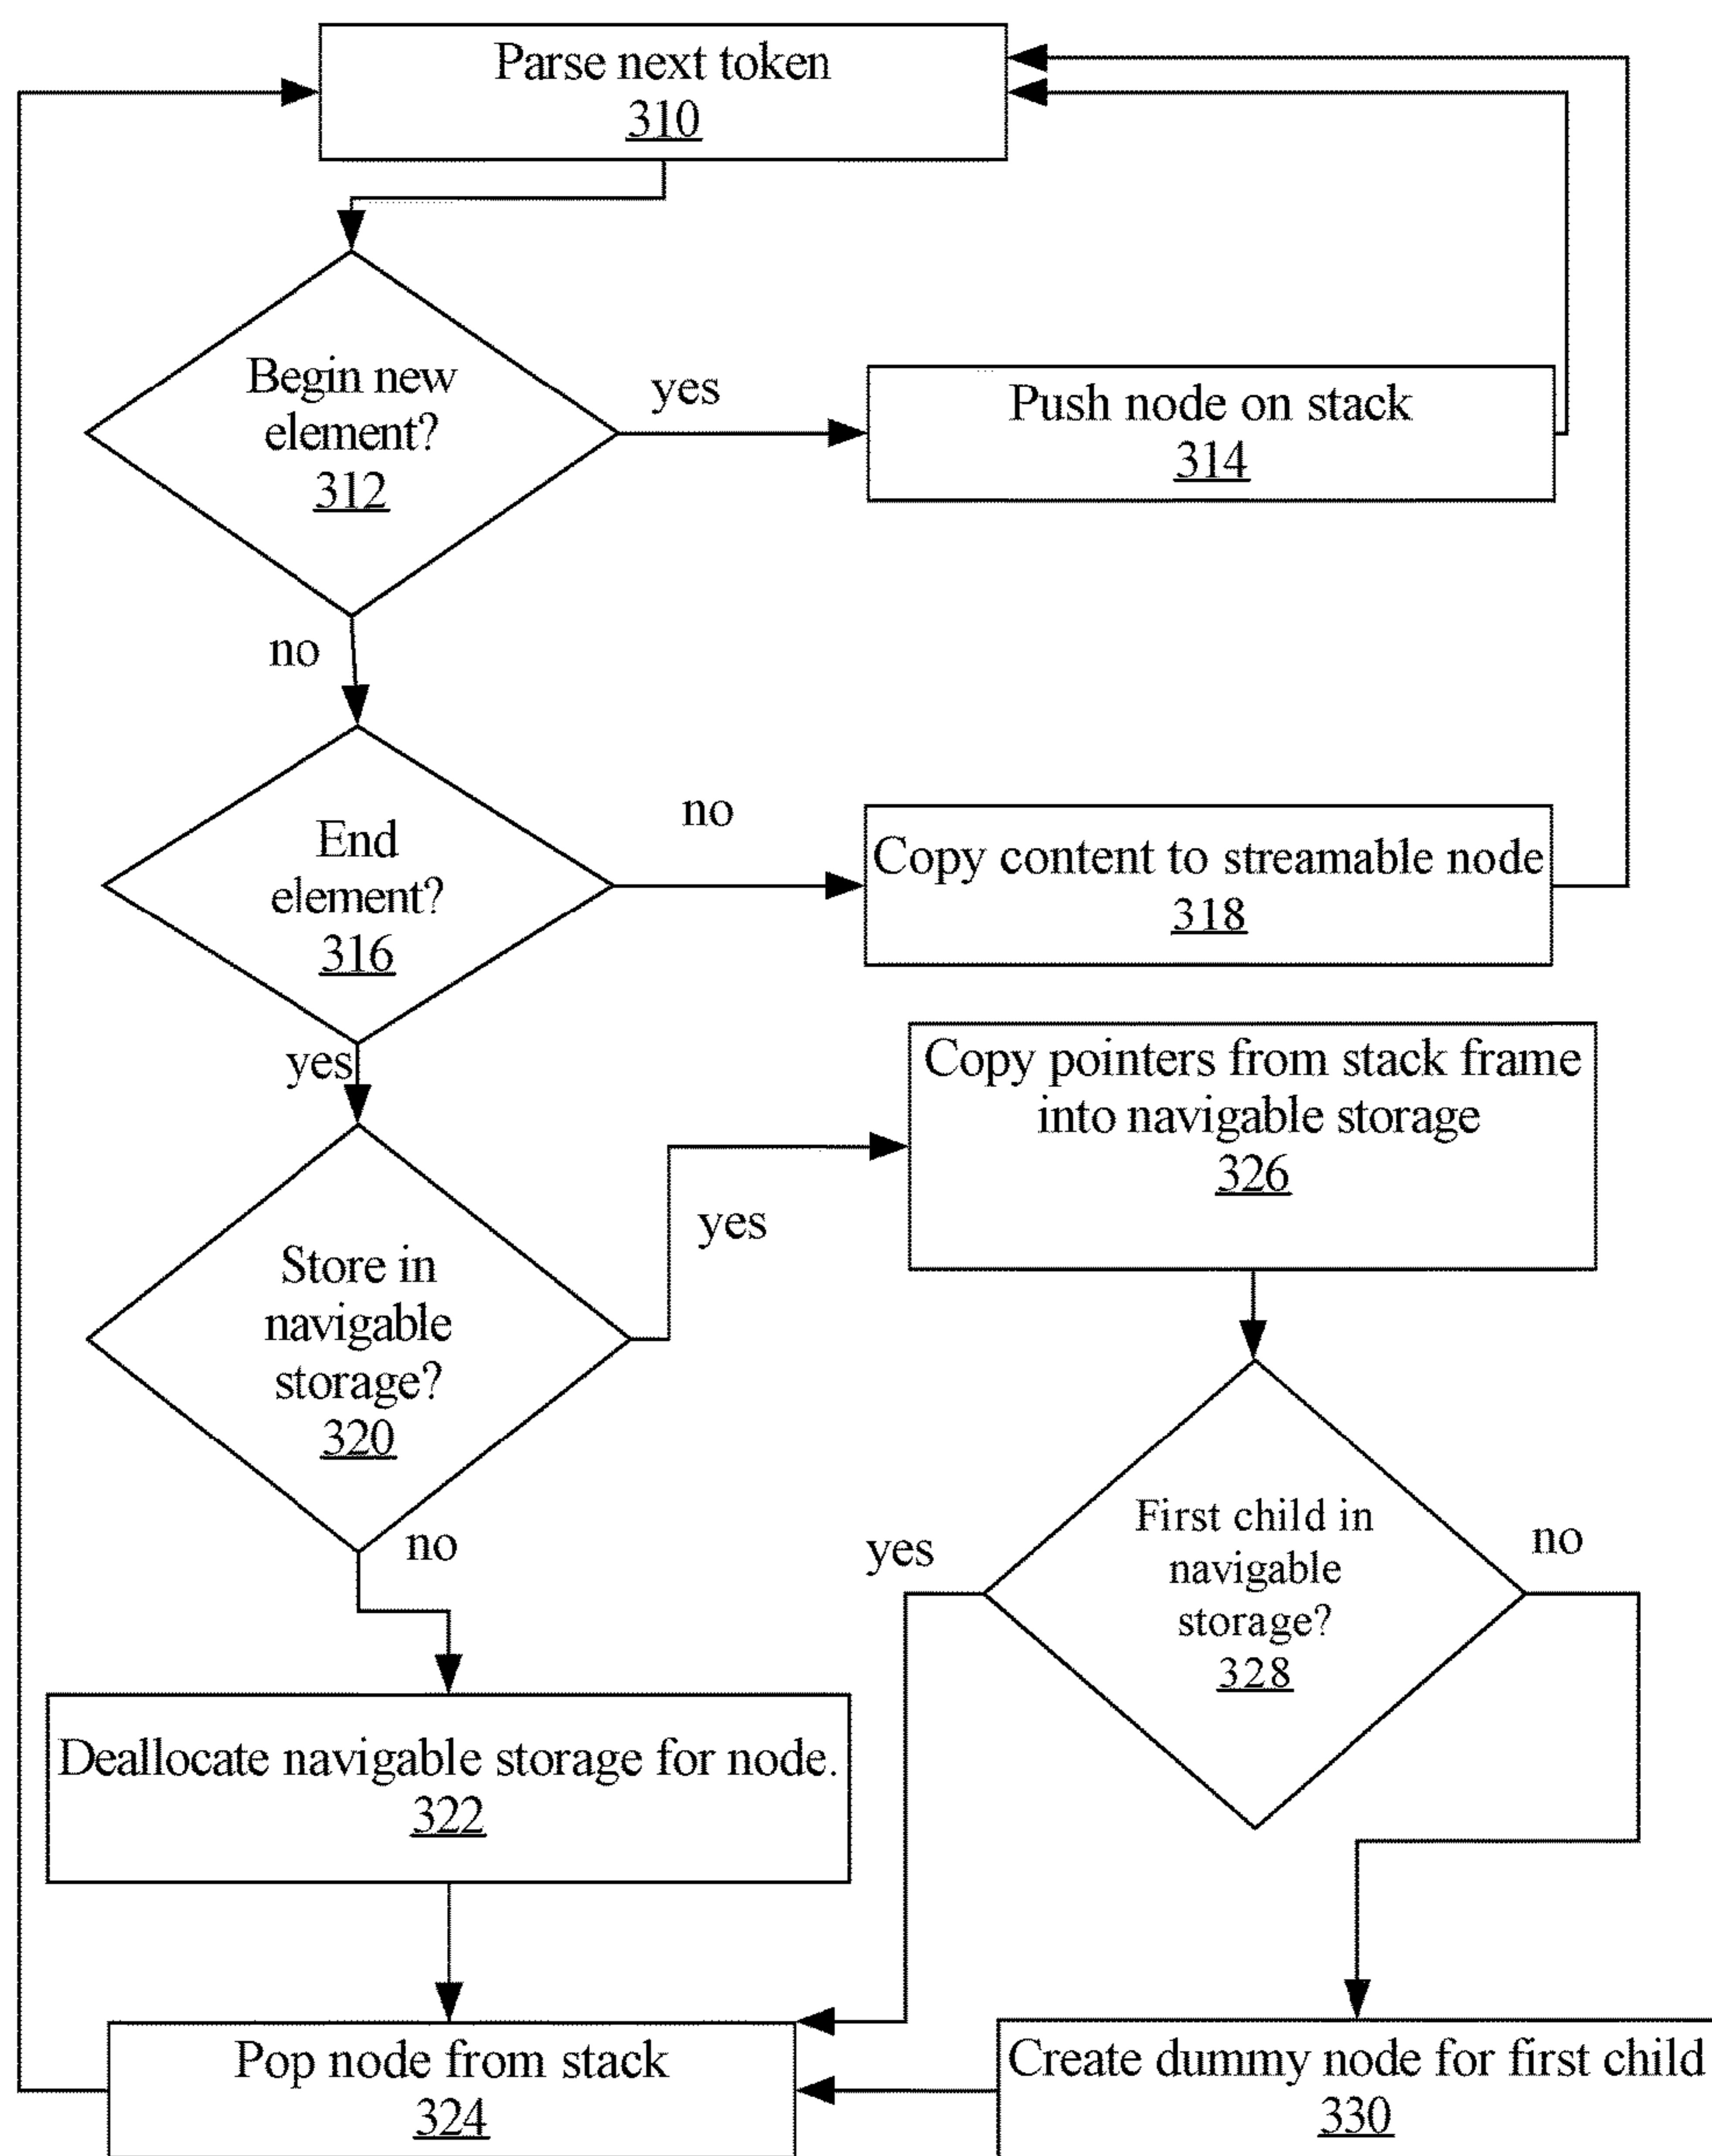 Parse next token
310
Begin new
element?
312
yes
Push node on stack
314
no
End
element?
316
no
Copy content to streamable node
318
yes
Copy pointers from stack frame
into navigable storage
326
yes
Store in
navigable
storage?
320
no
First child in
navigable
storage?
328
yes
no
Deallocate navigable storage for node.
322
Pop node from stack
324
Create dummy node for first child
330